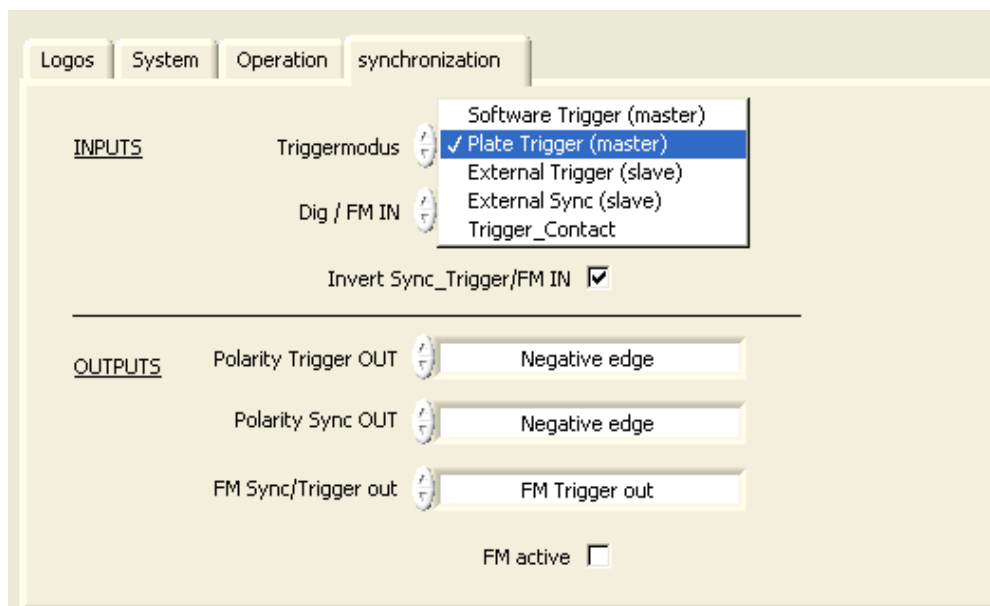 Logos System Operation synchronization
Software Trigger (master)
INPUTS Triggermodus ✓ Plate Trigger (master)
External Trigger (slave)
Dig / FM IN External Sync (slave)
Trigger_Contact
Invert Sync_Trigger/FM IN
OUTPUTS Polarity Trigger OUT Negative edge
Polarity Sync OUT Negative edge
FM Sync/Trigger out FM Trigger out
FM active